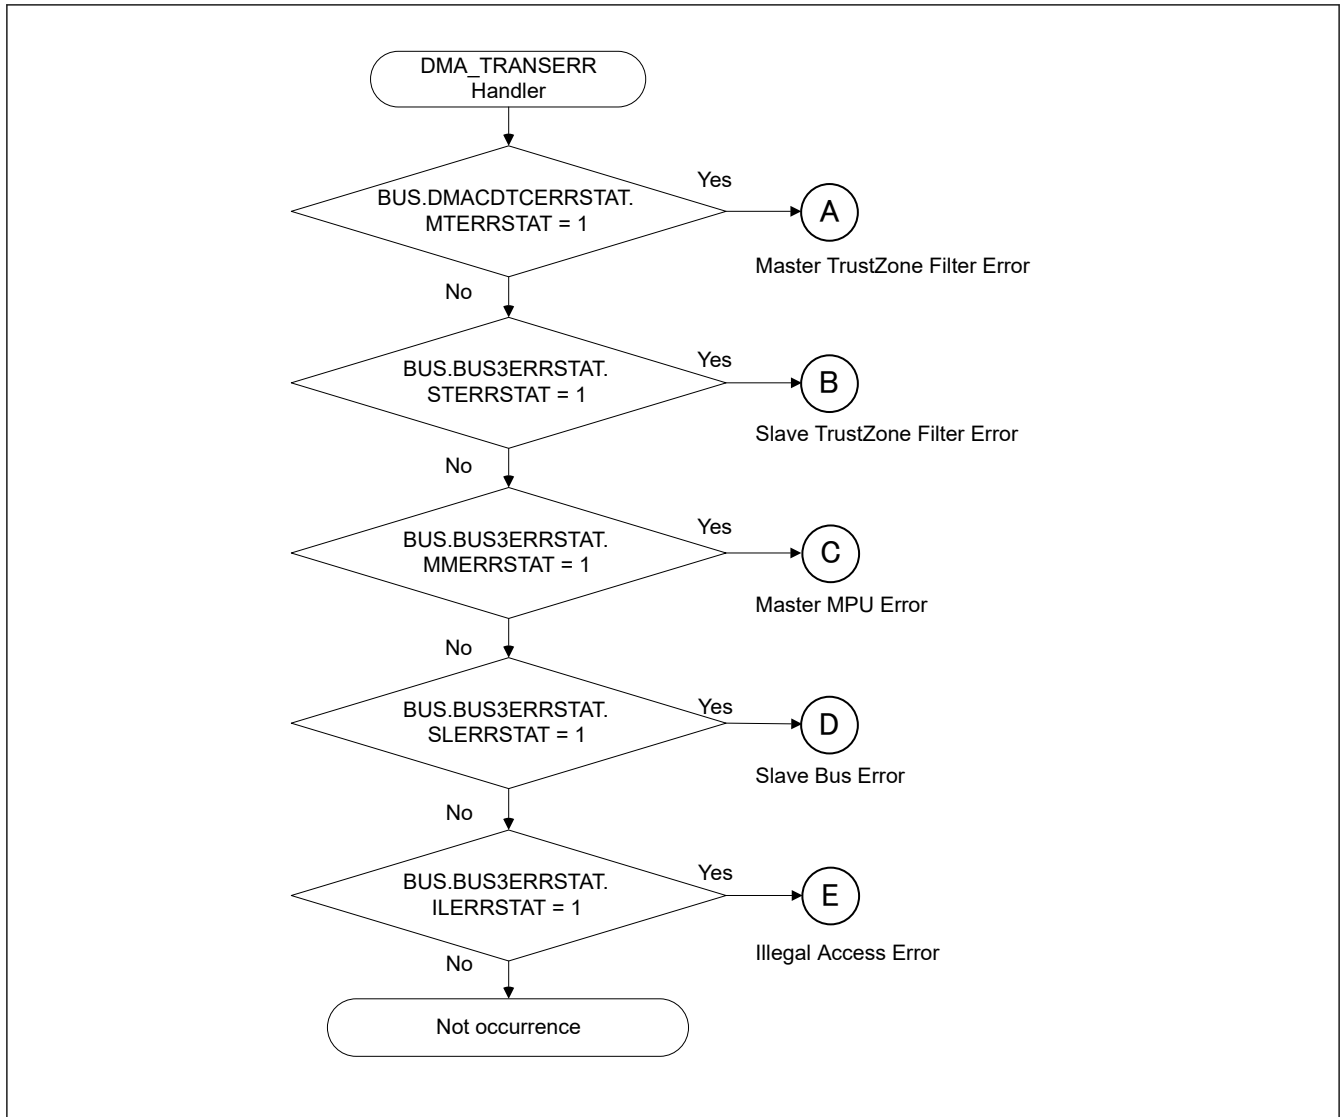 DMA_TRANSERR
Handler
BUS.DMACDTCERRSTAT.
MTERRSTAT = 1
Yes
A
Master TrustZone Filter Error
No
BUS.BUS3ERRSTAT.
STERRSTAT = 1
Yes
B
Slave TrustZone Filter Error
No
BUS.BUS3ERRSTAT.
MMERRSTAT = 1
Yes
C
Master MPU Error
No
BUS.BUS3ERRSTAT.
SLERRSTAT = 1
Yes
D
Slave Bus Error
No
BUS.BUS3ERRSTAT.
ILERRSTAT = 1
Yes
E
Illegal Access Error
No
Not occurrence